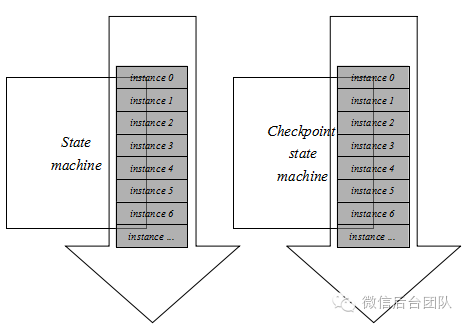 instance 0
instance 1
instance 2
instance 3
instance 4
instance 5
instance 6
instance ...
State
machine
instance 0
instance 1
instance 2
instance 3
instance 4
instance 5
instance 6
instance ...
Checkpoint
state
machine
微信后台团队